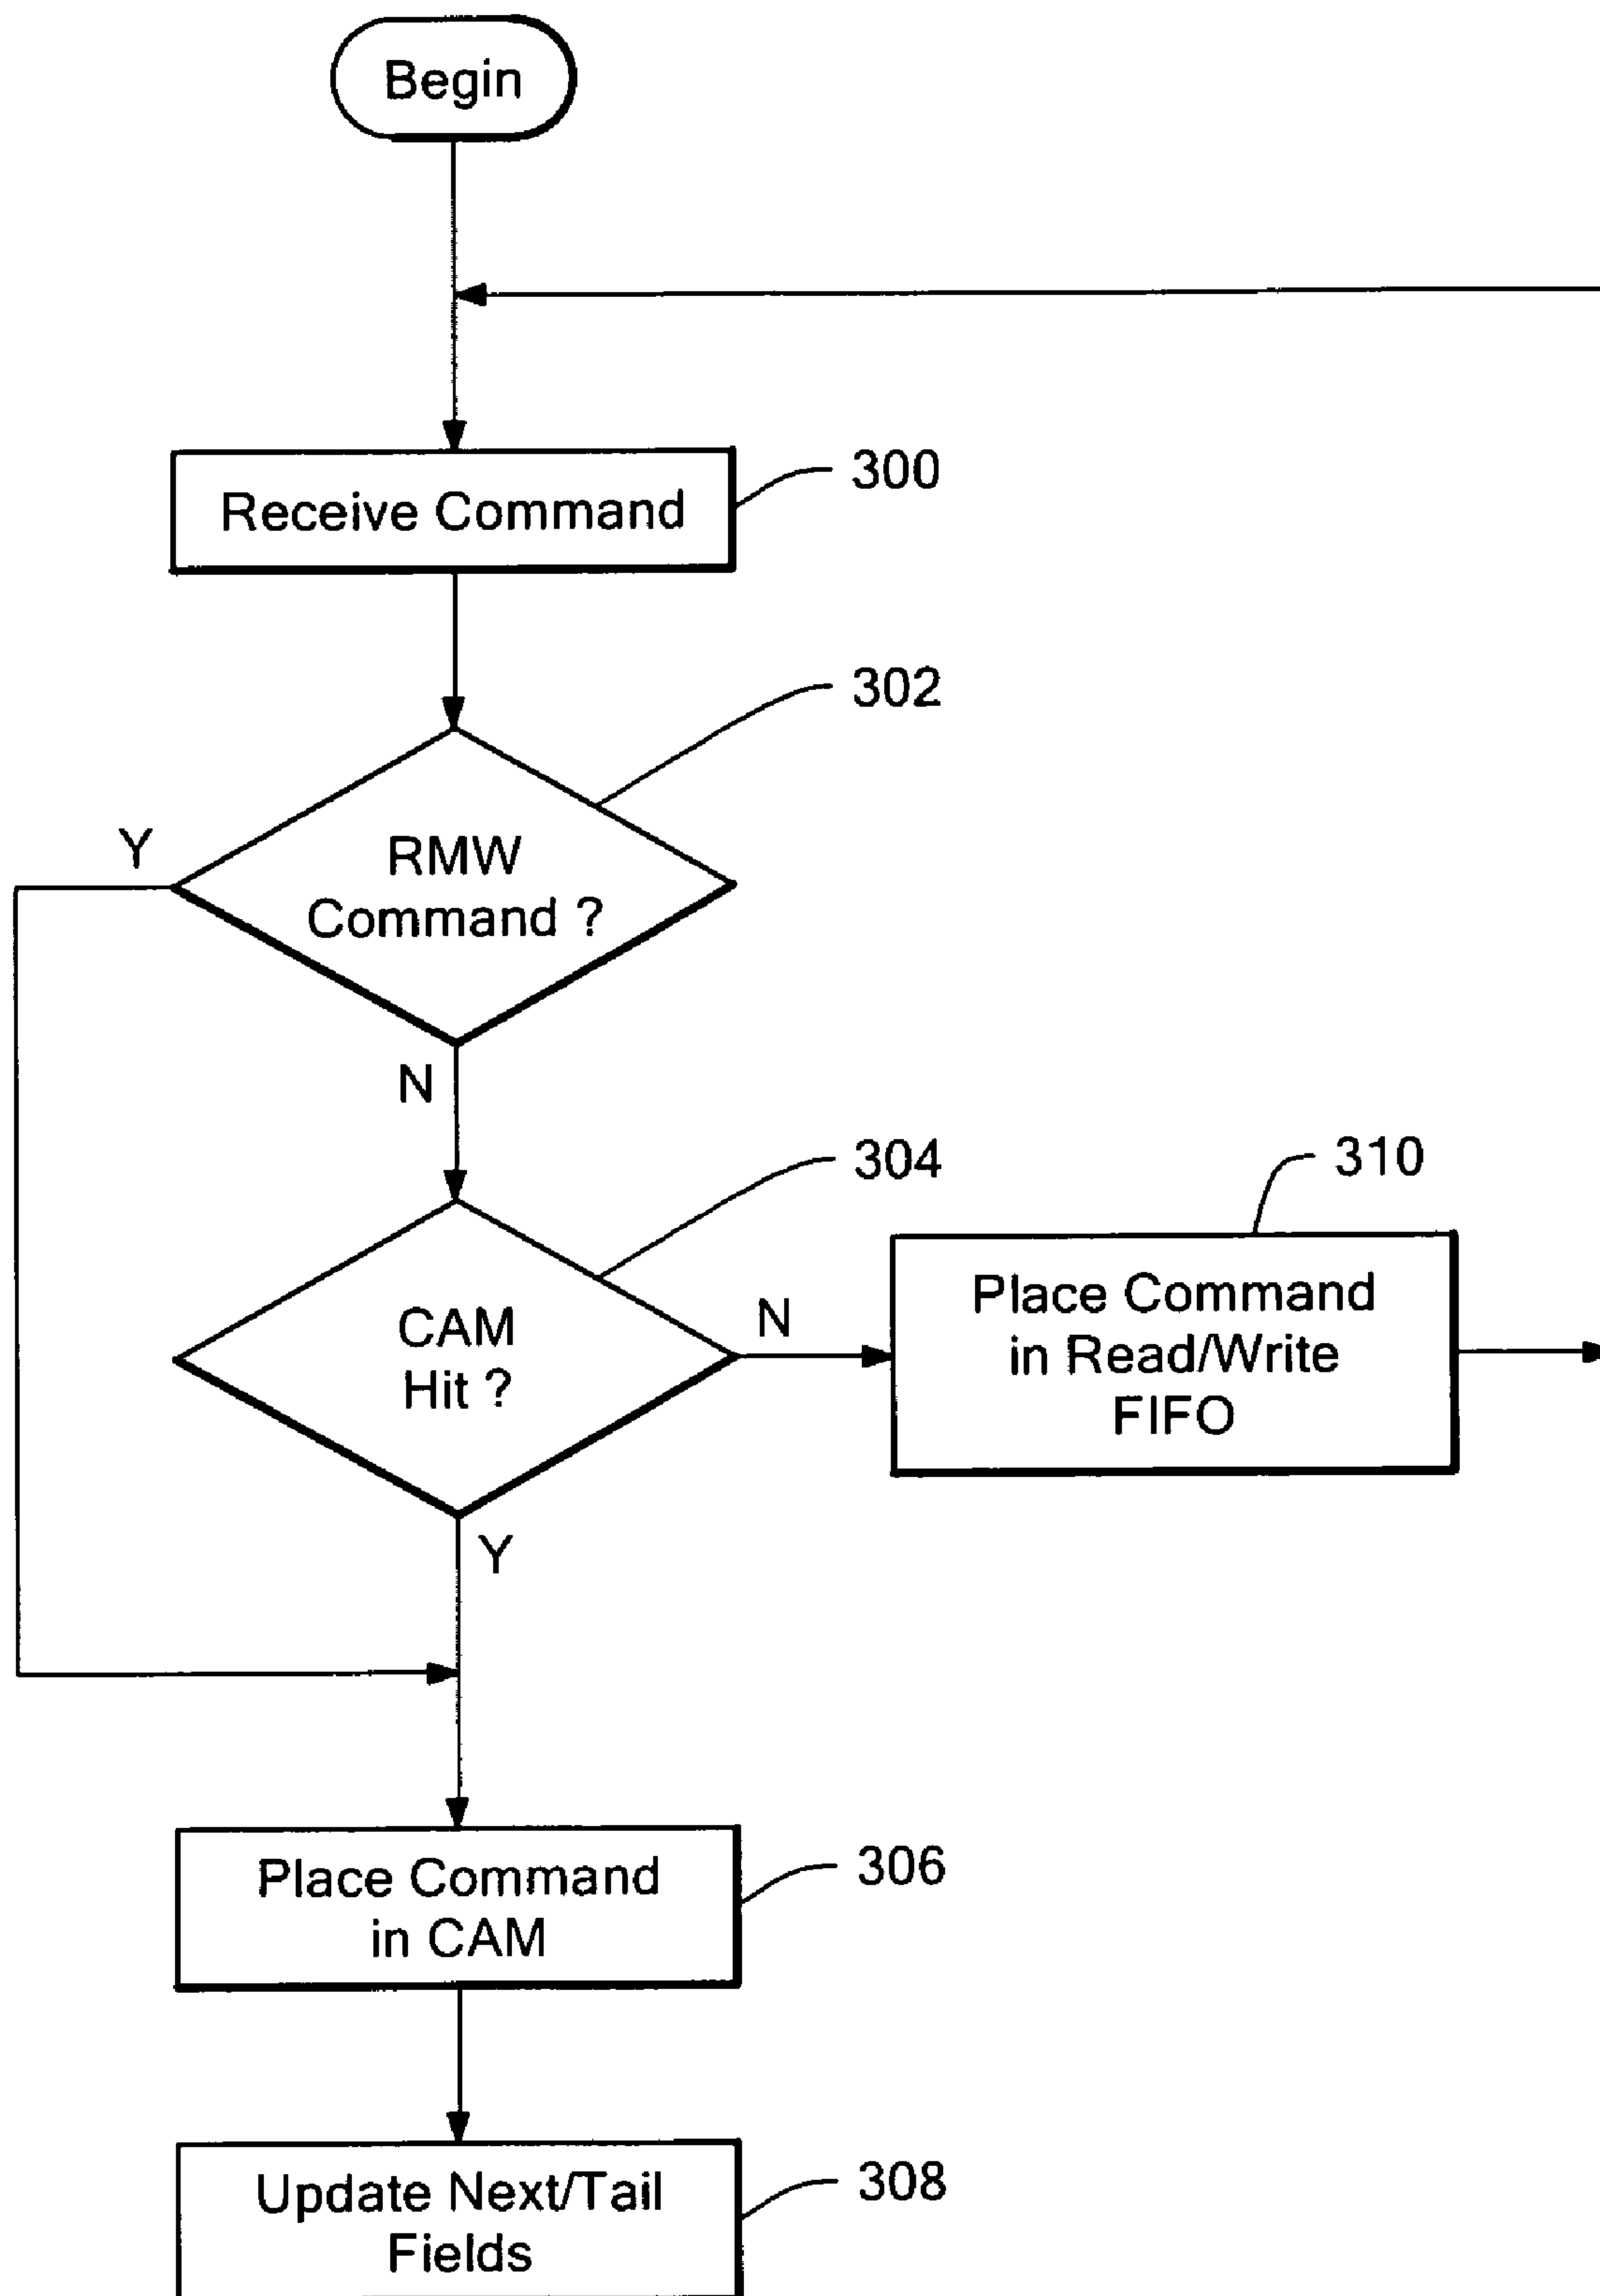 Begin
Receive Command
300
302
Y
RMW
Command ?
N
304
310
CAM
Hit ?
N
Place Command
in Read/Write
FIFO
Y
Place Command
in CAM
306
Update Next/Tail
Fields
308